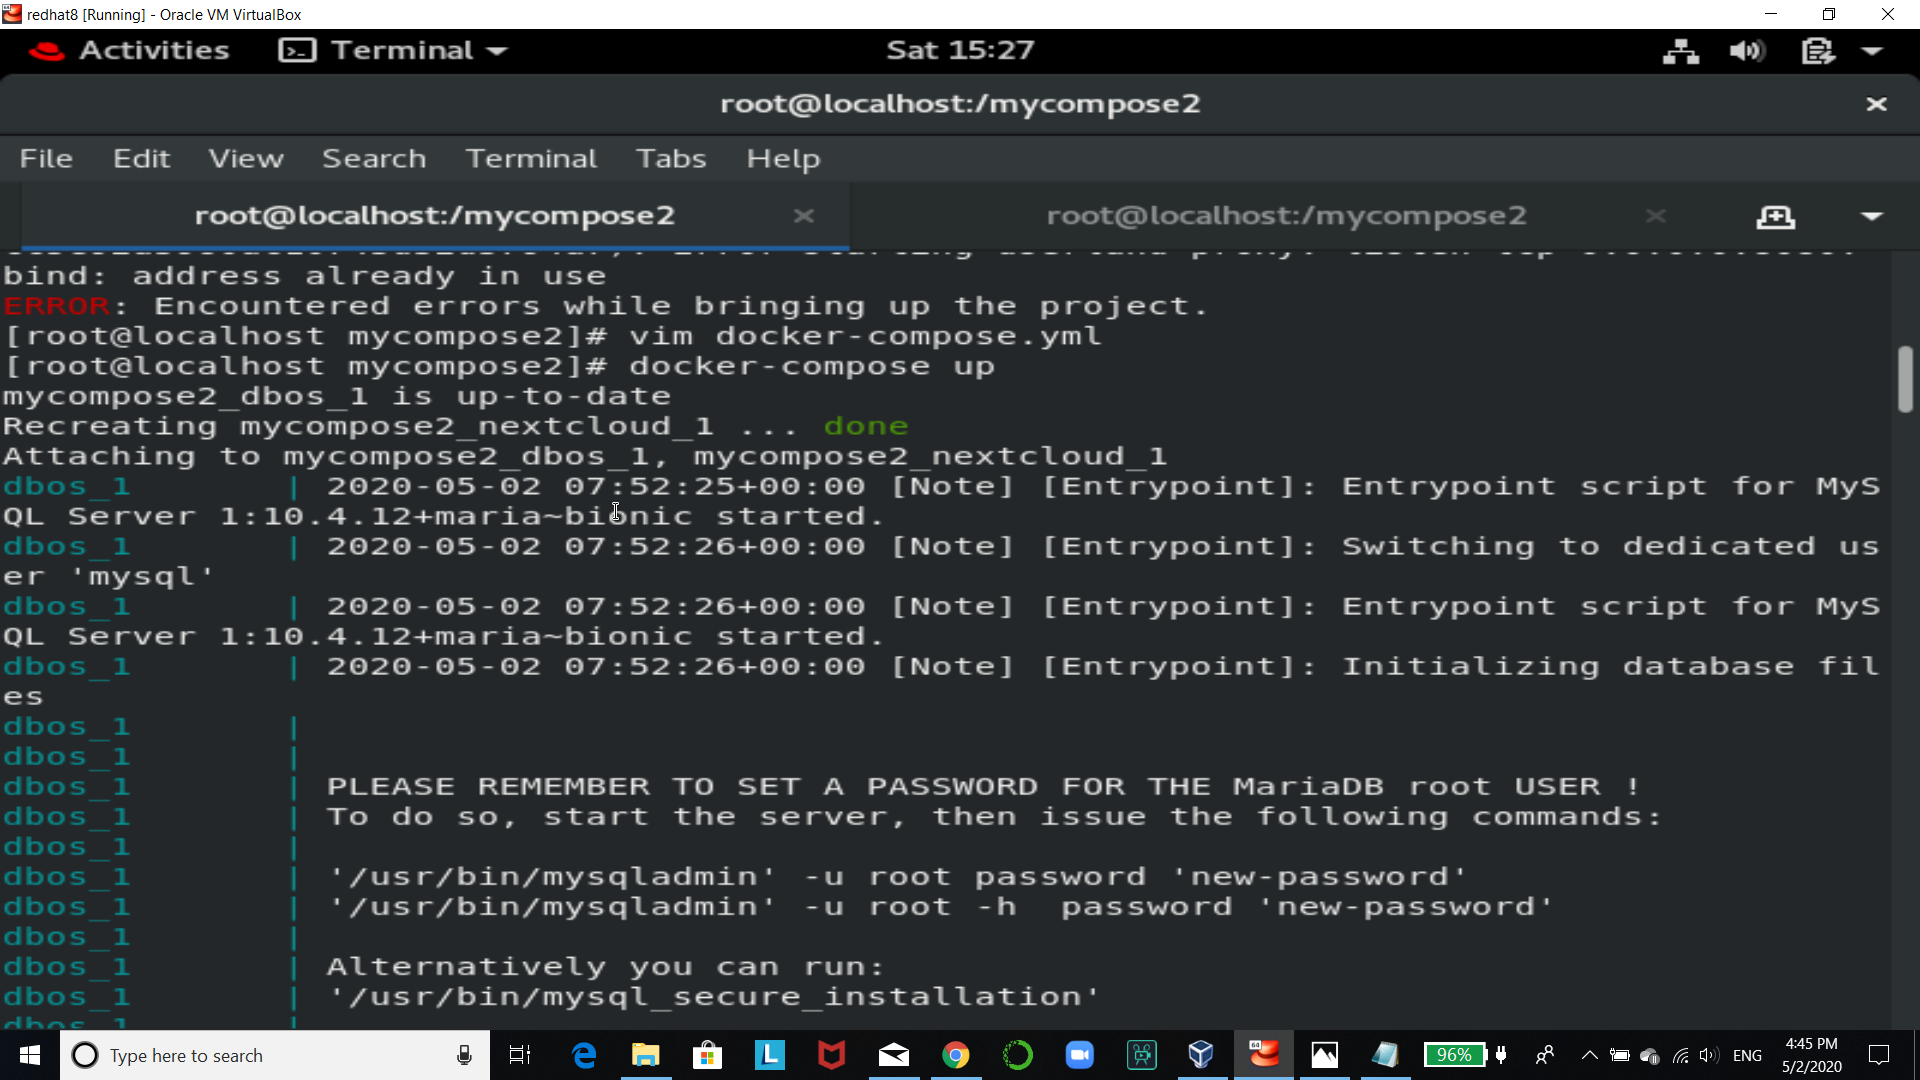 redhat8 [Running] - Oracle VM VirtualBox
Activities Terminal Sat 15:27
root@localhost:/mycompose2
File Edit View Search Terminal Tabs Help
root@localhost:/mycompose2 root@localhost:/mycompose2
bind: address already in use
ERROR: Encountered errors while bringing up the project.
[root@localhost mycompose2]# vim docker-compose.yml
[root@localhost mycompose2]# docker-compose up
mycompose2_dbos_1 is up-to-date
Recreating mycompose2_nextcloud_1 ... done
Attaching to mycompose2_dbos_1, mycompose2_nextcloud_1
dbos_1 | 2020-05-02 07:52:25+00:00 [Note] [Entrypoint]: Entrypoint script for MyS
QL Server 1:10.4.12+maria~bionic started.
dbos_1 | 2020-05-02 07:52:26+00:00 [Note] [Entrypoint]: Switching to dedicated us
er 'mysql'
dbos_1 | 2020-05-02 07:52:26+00:00 [Note] [Entrypoint]: Entrypoint script for MyS
QL Server 1:10.4.12+maria~bionic started.
dbos_1 | 2020-05-02 07:52:26+00:00 [Note] [Entrypoint]: Initializing database fil
es
dbos_1 |
dbos_1 |
dbos_1 | PLEASE REMEMBER TO SET A PASSWORD FOR THE MariaDB root USER !
dbos_1 | To do so, start the server, then issue the following commands:
dbos_1 |
dbos_1 | '/usr/bin/mysqladmin' -u root password 'new-password'
dbos_1 | '/usr/bin/mysqladmin' -u root -h  password 'new-password'
dbos_1 |
dbos_1 | Alternatively you can run:
dbos_1 | '/usr/bin/mysql_secure_installation'
dbos_1 |
Type here to search 96% ENG 4:45 PM
5/2/2020